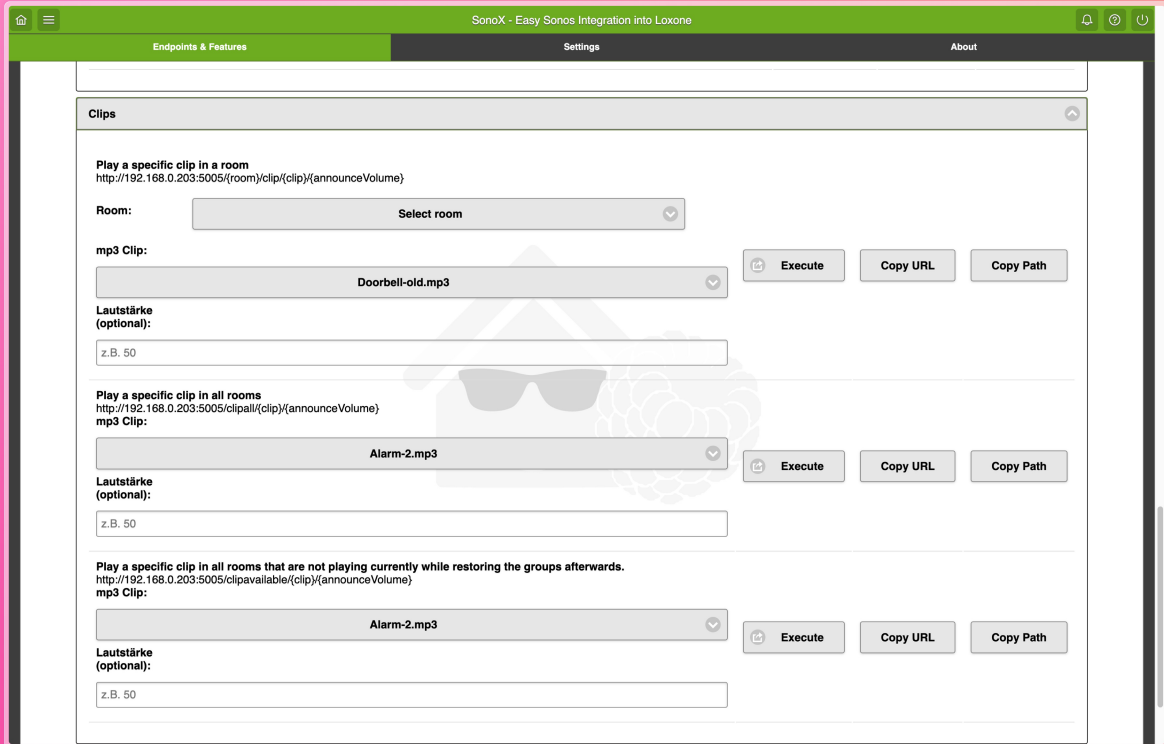 SonoX - Easy Sonos Integration into Loxone
Endpoints & Features
Settings
About
Clips
Play a specific clip in a room
http://192.168.0.203:5005/{room}/clip/{clip}/{announceVolume}
Room:
Select room
mp3 Clip:
Doorbell-old.mp3
Execute
Copy URL
Copy Path
Lautstärke
(optional):
z.B. 50
Play a specific clip in all rooms
http://192.168.0.203:5005/clipall/{clip}/{announceVolume}
mp3 Clip:
Alarm-2.mp3
Execute
Copy URL
Copy Path
Lautstärke
(optional):
z.B. 50
Play a specific clip in all rooms that are not playing currently while restoring the groups afterwards.
http://192.168.0.203:5005/clipavailable/{clip}/{announceVolume}
mp3 Clip:
Alarm-2.mp3
Execute
Copy URL
Copy Path
Lautstärke
(optional):
z.B. 50